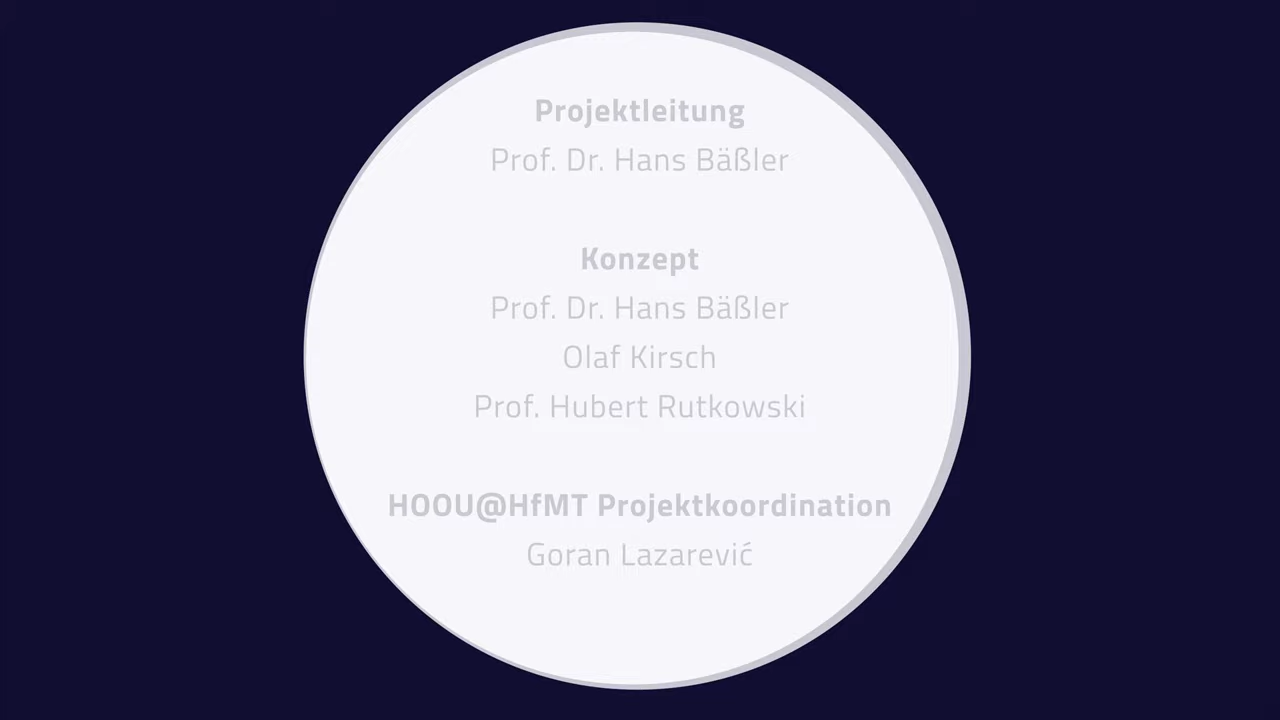 Projektleitung
Prof. Dr. Hans Bäßler
Konzept
Prof. Dr. Hans Bäßler
Olaf Kirsch
Prof. Hubert Rutkowski
HOOU@HfMT Projektkoordination
Goran Lazarević